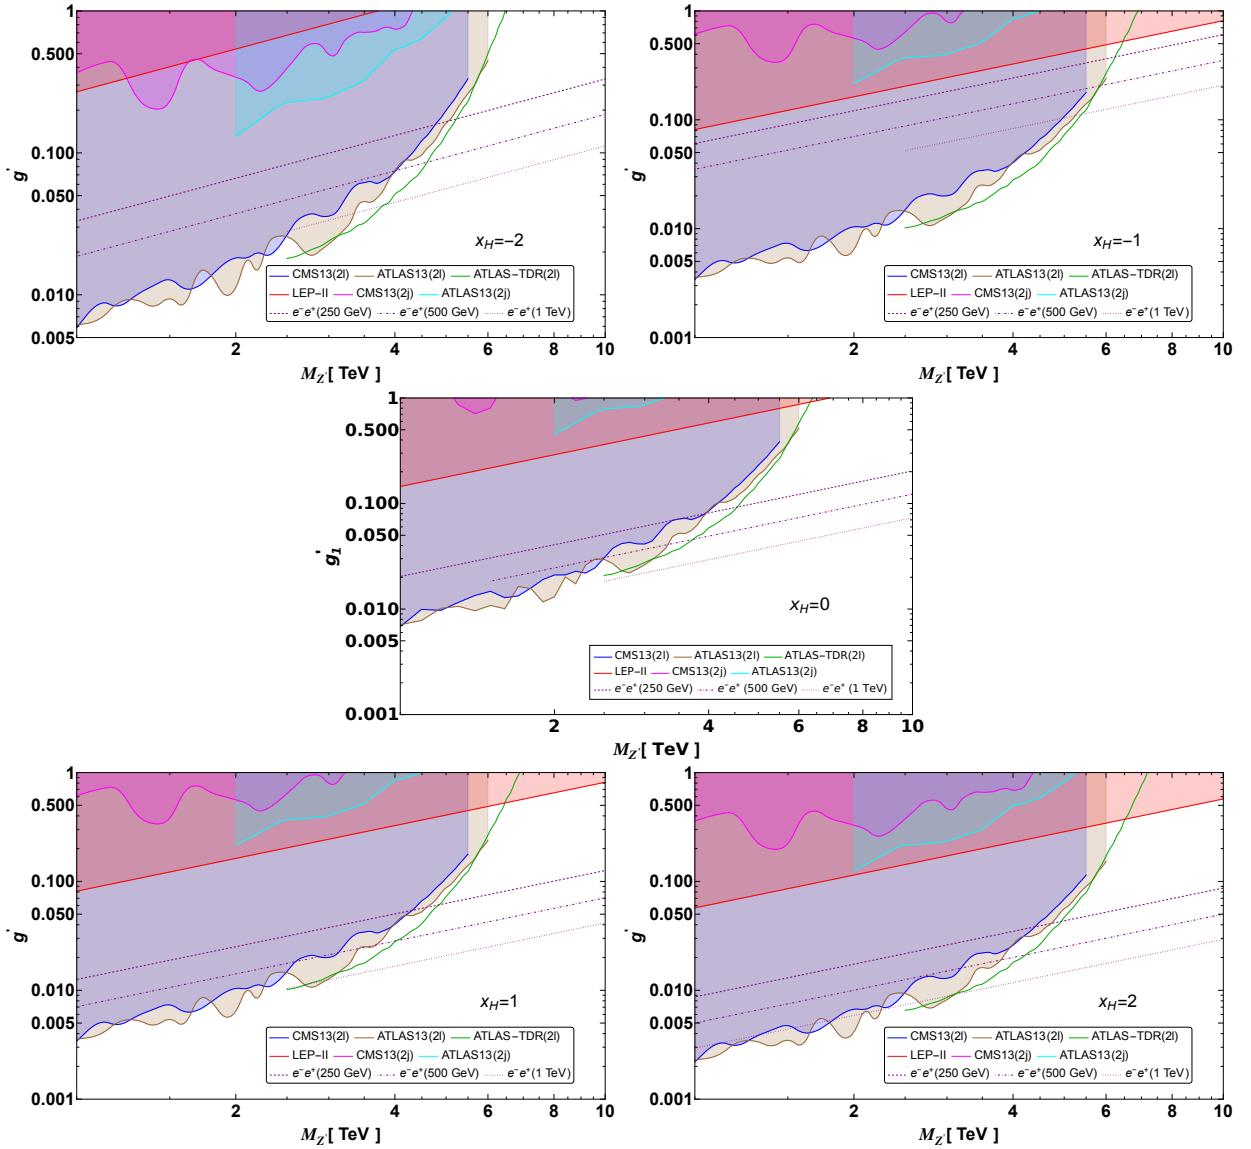 1
0.500
0.100
0.050
0.010
0.005
g'
x_H=−2
CMS13(2l) ATLAS13(2l) ATLAS−TDR(2l)
LEP−II CMS13(2j) ATLAS13(2j)
e⁻e⁺(250 GeV) e⁻e⁺(500 GeV) e⁻e⁺(1 TeV)
1 2 4 6 8 10
M_Z'[ TeV ]
1
0.500
0.100
0.050
0.010
0.005
0.001
g'
x_H=−1
CMS13(2l) ATLAS13(2l) ATLAS−TDR(2l)
LEP−II CMS13(2j) ATLAS13(2j)
e⁻e⁺(250 GeV) e⁻e⁺(500 GeV) e⁻e⁺(1 TeV)
2 4 6 8 10
M_Z'[ TeV ]
1
0.500
0.100
0.050
0.010
0.005
0.001
g'_1
x_H=0
CMS13(2l) ATLAS13(2l) ATLAS−TDR(2l)
LEP−II CMS13(2j) ATLAS13(2j)
e⁻e⁺(250 GeV) e⁻e⁺ (500 GeV) e⁻e⁺ (1 TeV)
2 4 6 8 10
M_Z'[ TeV ]
1
0.500
0.100
0.050
0.010
0.005
0.001
g'
x_H=1
CMS13(2l) ATLAS13(2l) ATLAS−TDR(2l)
LEP−II CMS13(2j) ATLAS13(2j)
e⁻e⁺(250 GeV) e⁻e⁺(500 GeV) e⁻e⁺(1 TeV)
1 2 4 6 8 10
M_Z'[ TeV ]
1
0.500
0.100
0.050
0.010
0.005
0.001
g'
x_H=2
CMS13(2l) ATLAS13(2l) ATLAS−TDR(2l)
LEP−II CMS13(2j) ATLAS13(2j)
e⁻e⁺(250 GeV) e⁻e⁺(500 GeV) e⁻e⁺(1 TeV)
2 4 6 8 10
M_Z'[ TeV ]